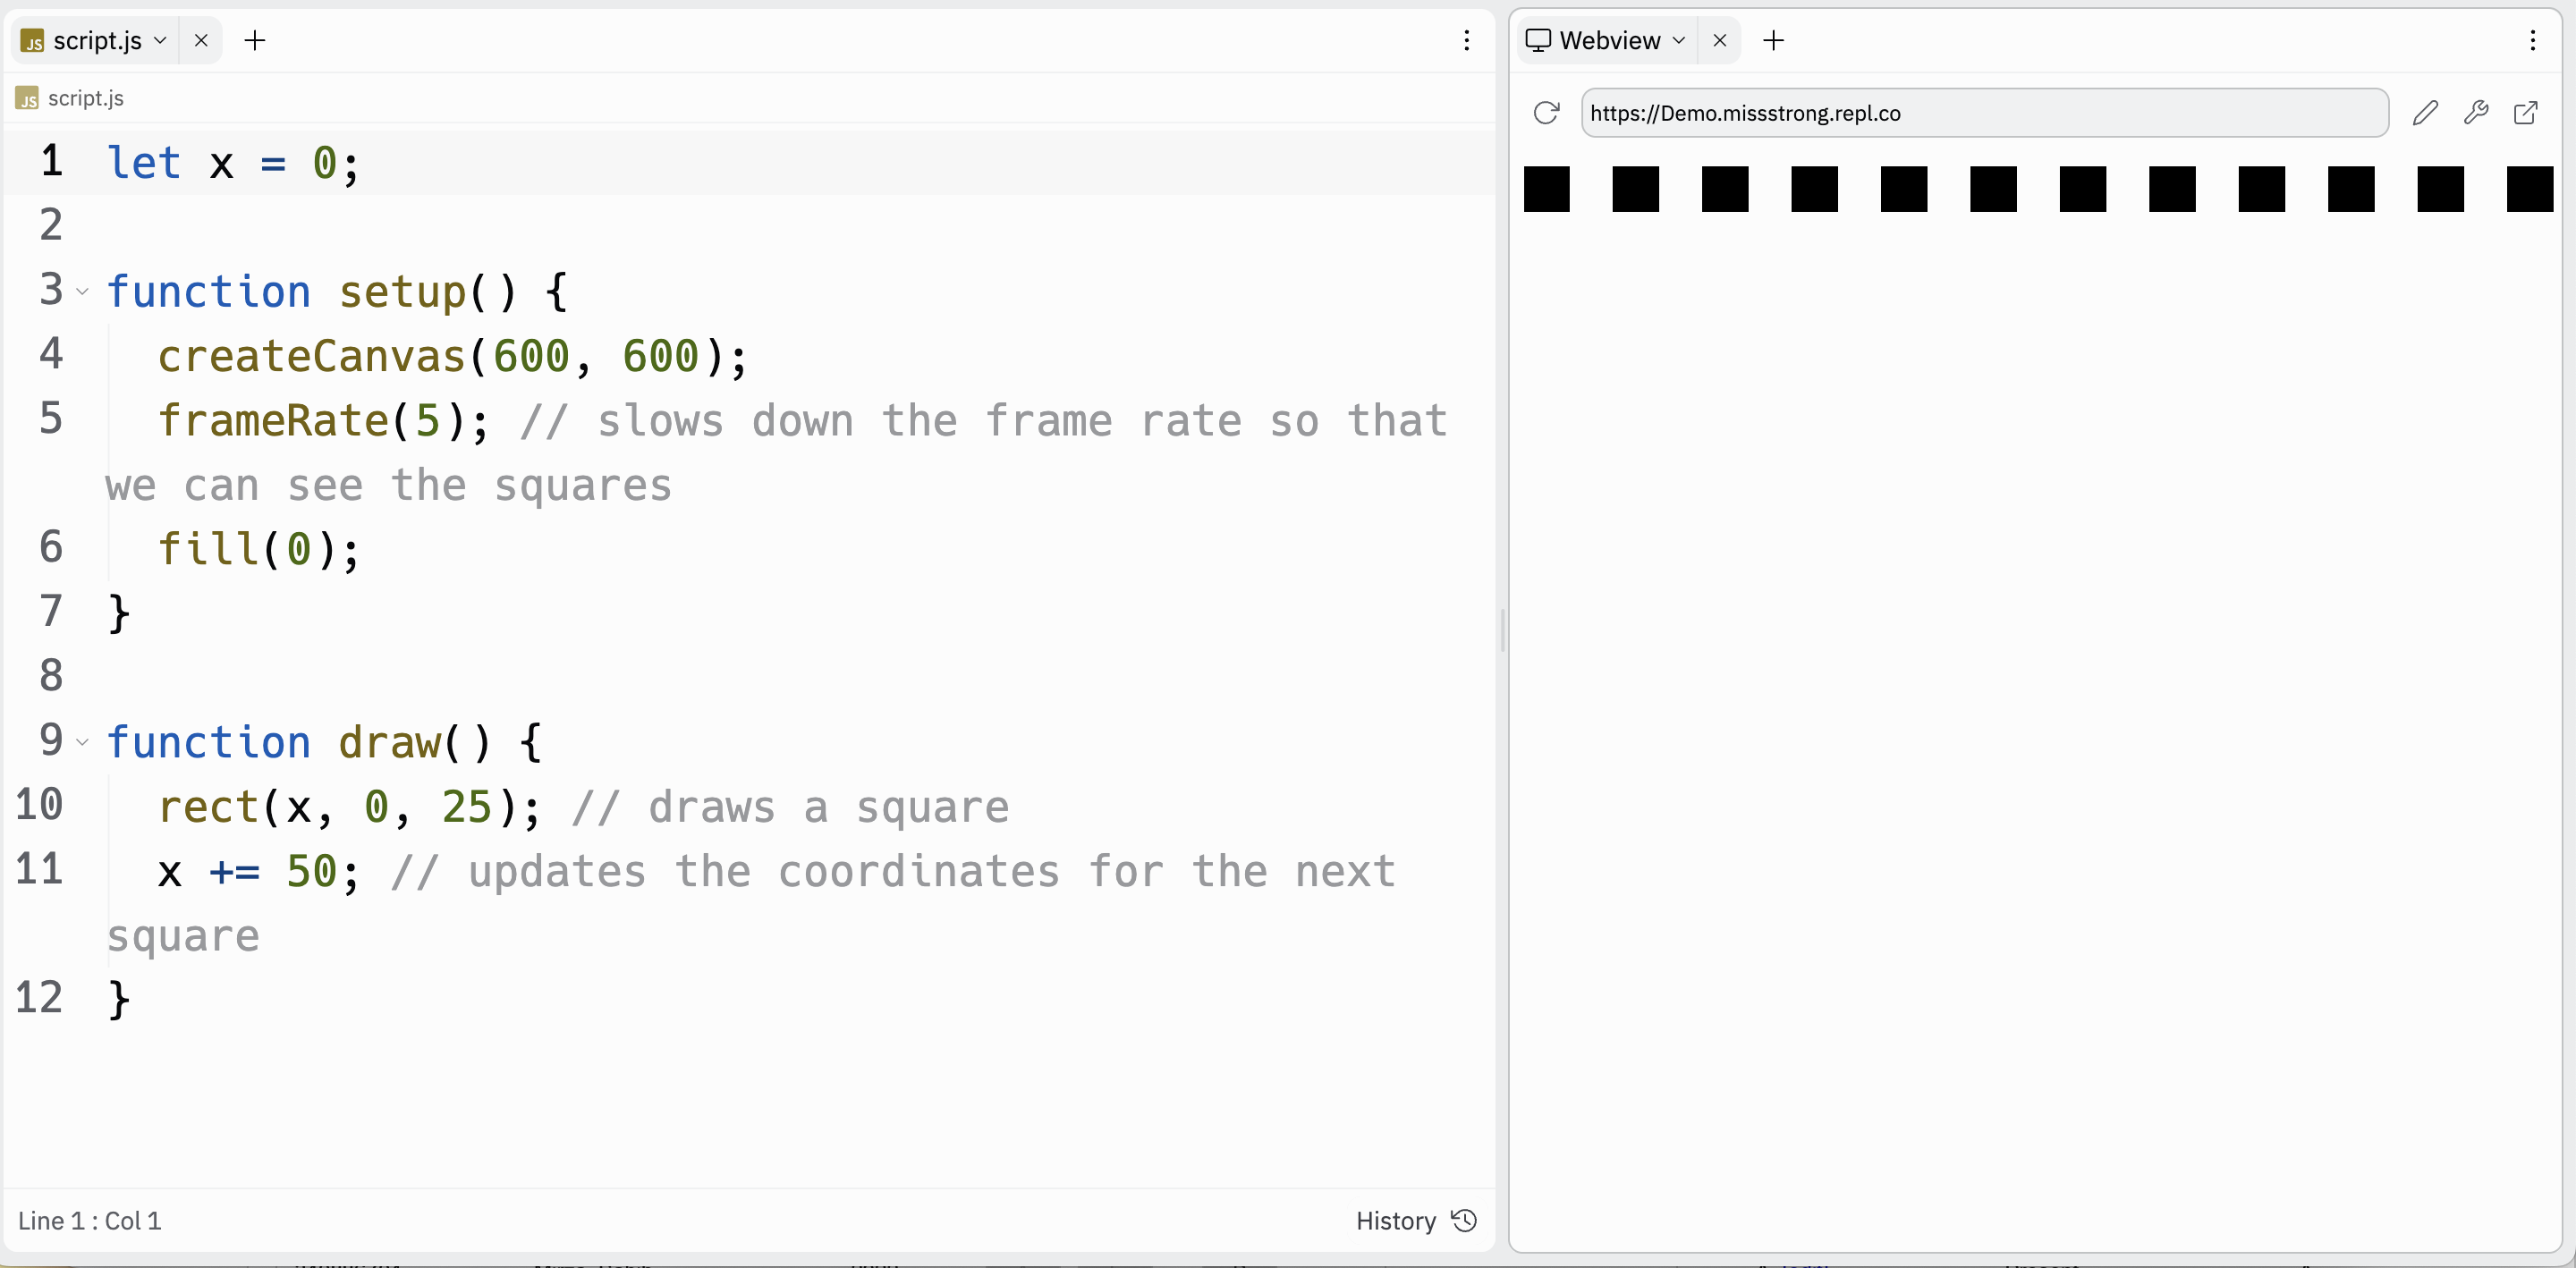 script.js
script.js
1 let x = 0;
2
3 function setup() {
4 createCanvas(600, 600);
5 frameRate(5); // slows down the frame rate so that
we can see the squares
6 fill(0);
7 }
8
9 function draw() {
10 rect(x, 0, 25); // draws a square
11 x += 50; // updates the coordinates for the next
square
12 }
Line 1 : Col 1
History
Webview
https://Demo.missstrong.repl.co